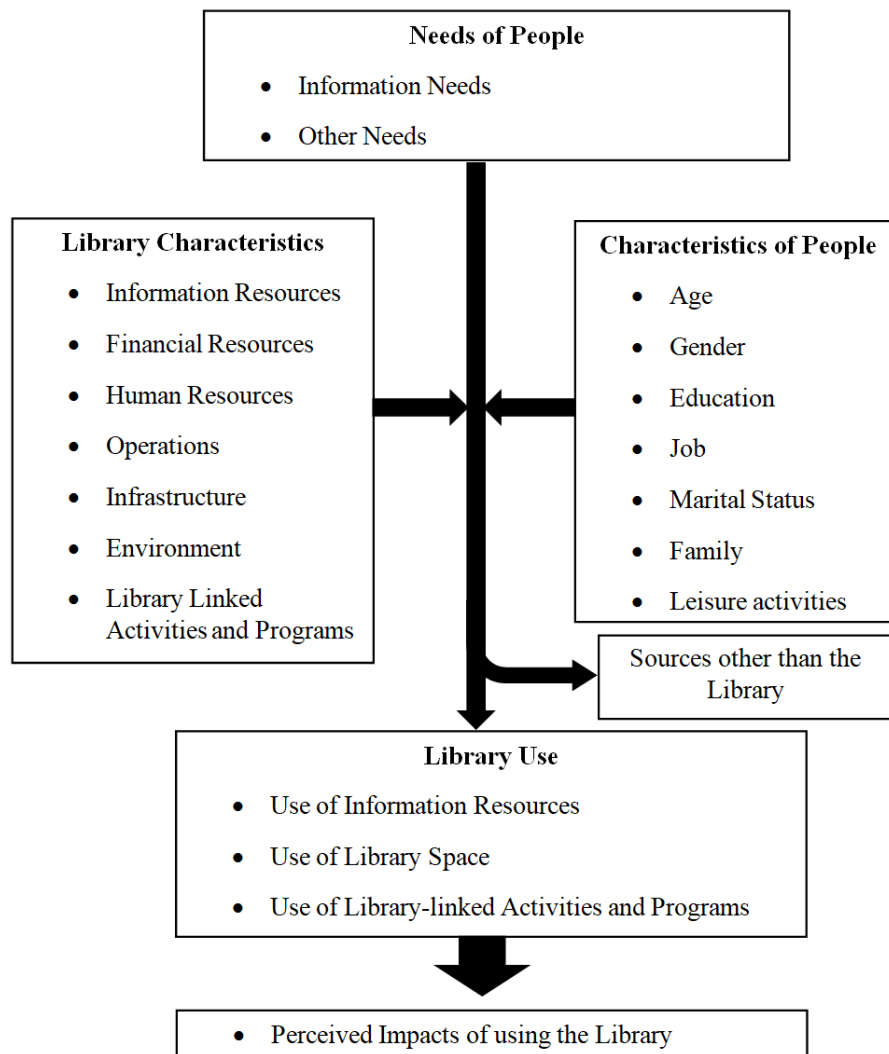 Needs of People
• Information Needs
• Other Needs
Library Characteristics
• Information Resources
• Financial Resources
• Human Resources
• Operations
• Infrastructure
• Environment
• Library Linked
Activities and Programs
Characteristics of People
• Age
• Gender
• Education
• Job
• Marital Status
• Family
• Leisure activities
Sources other than the
Library
Library Use
• Use of Information Resources
• Use of Library Space
• Use of Library-linked Activities and Programs
• Perceived Impacts of using the Library